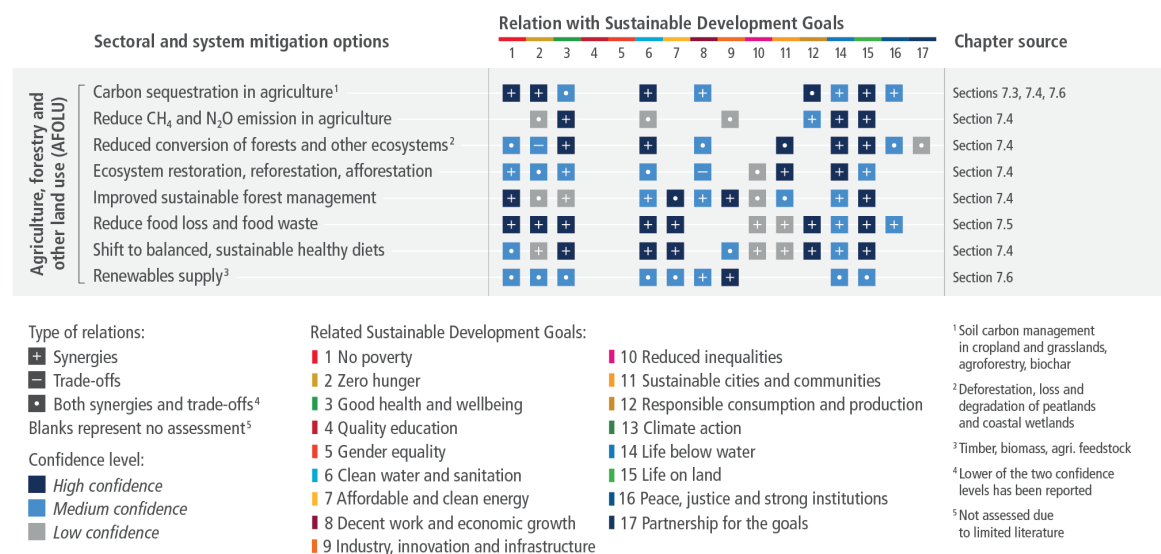 Relation with Sustainable Development Goals
Sectoral and system mitigation options
Chapter source
1 2 3 4 5 6 7 8 9 10 11 12 14 15 16 17
Agriculture, forestry and
other land use (AFOLU)
Carbon sequestration in agriculture¹ + + • + + • + + + Sections 7.3, 7.4, 7.6
Reduce CH₄ and N₂O emission in agriculture • + • • + + + Section 7.4
Reduced conversion of forests and other ecosystems² • – + + • • + + • • Section 7.4
Ecosystem restoration, reforestation, afforestation + • + • – • + + + Section 7.4
Improved sustainable forest management + • + + • + + • • + + Section 7.4
Reduce food loss and food waste + + + + + + + + + + + Section 7.5
Shift to balanced, sustainable healthy diets • + + + + • + + + + + Section 7.4
Renewables supply³ • • • • • + + • • Section 7.6
Type of relations:
+ Synergies
– Trade-offs
• Both synergies and trade-offs⁴
Blanks represent no assessment⁵
Confidence level:
High confidence
Medium confidence
Low confidence
Related Sustainable Development Goals:
1 No poverty
2 Zero hunger
3 Good health and wellbeing
4 Quality education
5 Gender equality
6 Clean water and sanitation
7 Affordable and clean energy
8 Decent work and economic growth
9 Industry, innovation and infrastructure
10 Reduced inequalities
11 Sustainable cities and communities
12 Responsible consumption and production
13 Climate action
14 Life below water
15 Life on land
16 Peace, justice and strong institutions
17 Partnership for the goals
¹ Soil carbon management
in cropland and grasslands,
agroforestry, biochar
² Deforestation, loss and
degradation of peatlands
and coastal wetlands
³ Timber, biomass, agri. feedstock
⁴ Lower of the two confidence
levels has been reported
⁵ Not assessed due
to limited literature